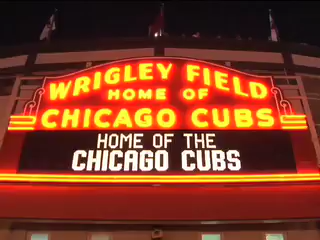 WRIGLEY FIELD
HOME OF
CHICAGO CUBS
HOME OF THE
CHICAGO CUBS